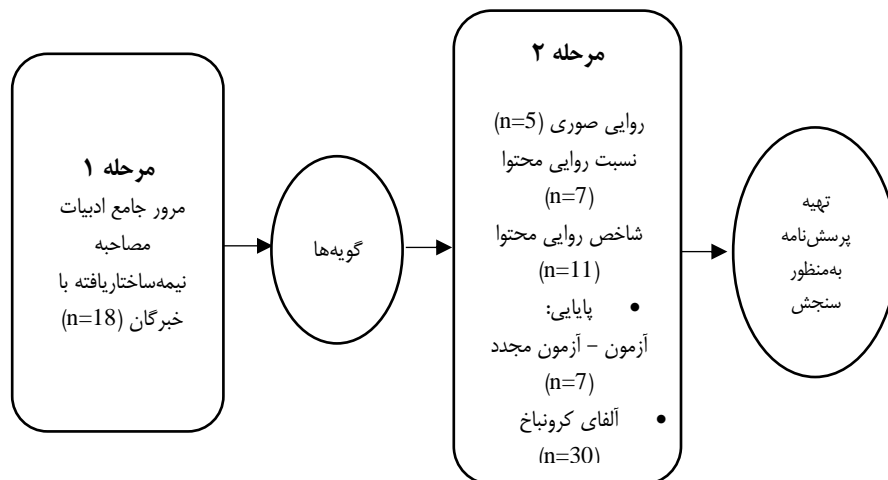 مرحله ۱
مرور جامع ادبیات
مصاحبه
نیمه‌ساختاریافته با
خبرگان (n=18)
گویه‌ها
مرحله ۲
روایی صوری (n=5)
نسبت روایی محتوا
(n=7)
شاخص روایی محتوا
(n=11)
• پایایی:
آزمون – آزمون مجدد
(n=7)
• آلفای کرونباخ
(n=30)
تهیه
پرسش‌نامه
به‌منظور
سنجش